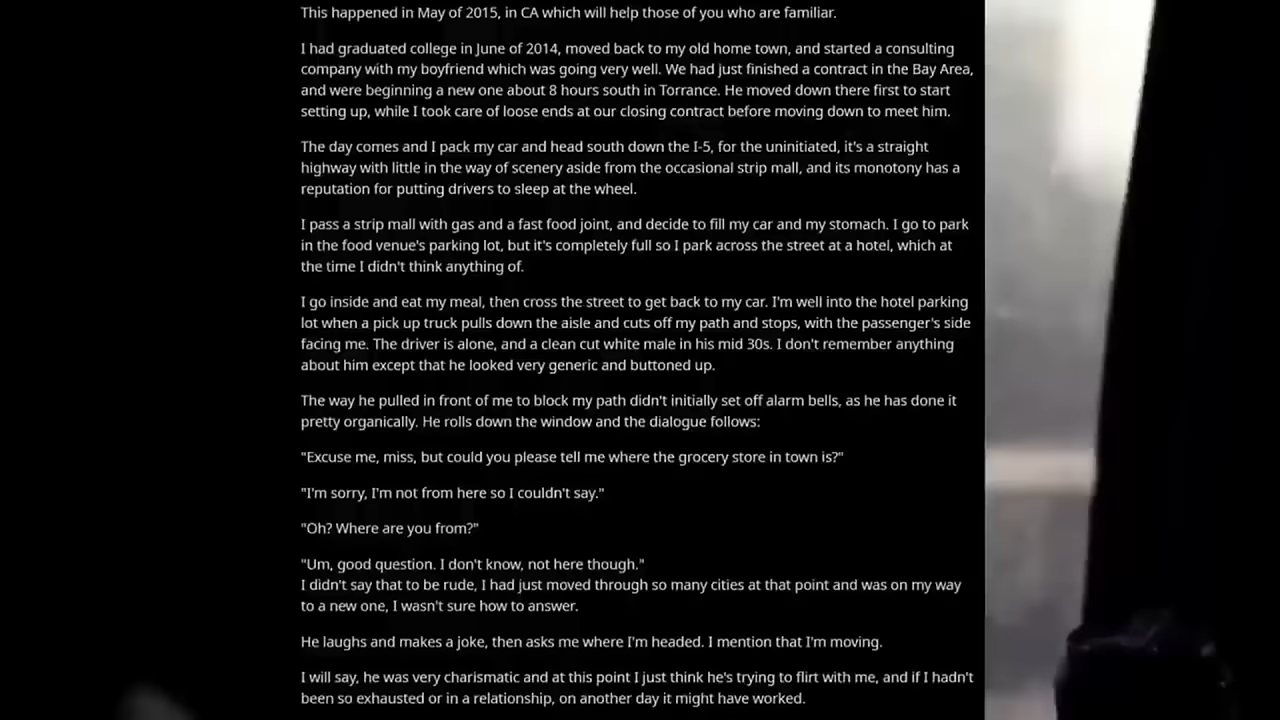 This happened in May of 2015, in CA which will help those of you who are familiar.
I had graduated college in June of 2014, moved back to my old home town, and started a consulting
company with my boyfriend which was going very well. We had just finished a contract in the Bay Area,
and were beginning a new one about 8 hours south in Torrance. He moved down there first to start
setting up, while I took care of loose ends at our closing contract before moving down to meet him.
The day comes and I pack my car and head south down the I-5, for the uninitiated, it's a straight
highway with little in the way of scenery aside from the occasional strip mall, and its monotony has a
reputation for putting drivers to sleep at the wheel.
I pass a strip mall with gas and a fast food joint, and decide to fill my car and my stomach. I go to park
in the food venue's parking lot, but it's completely full so I park across the street at a hotel, which at
the time I didn't think anything of.
I go inside and eat my meal, then cross the street to get back to my car. I'm well into the hotel parking
lot when a pick up truck pulls down the aisle and cuts off my path and stops, with the passenger's side
facing me. The driver is alone, and a clean cut white male in his mid 30s. I don't remember anything
about him except that he looked very generic and buttoned up.
The way he pulled in front of me to block my path didn't initially set off alarm bells, as he has done it
pretty organically. He rolls down the window and the dialogue follows:
"Excuse me, miss, but could you please tell me where the grocery store in town is?"
"I'm sorry, I'm not from here so I couldn't say."
"Oh? Where are you from?"
"Um, good question. I don't know, not here though."
I didn't say that to be rude, I had just moved through so many cities at that point and was on my way
to a new one, I wasn't sure how to answer.
He laughs and makes a joke, then asks me where I'm headed. I mention that I'm moving.
I will say, he was very charismatic and at this point I just think he's trying to flirt with me, and if I hadn't
been so exhausted or in a relationship, on another day it might have worked.